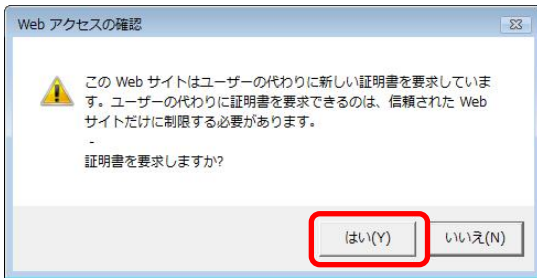 Web アクセスの確認
この Web サイトはユーザーの代わりに新しい証明書を要求していま
す。ユーザーの代わりに証明書を要求できるのは、信頼された Web
サイトだけに制限する必要があります。
-
証明書を要求しますか?
はい(Y)
いいえ(N)